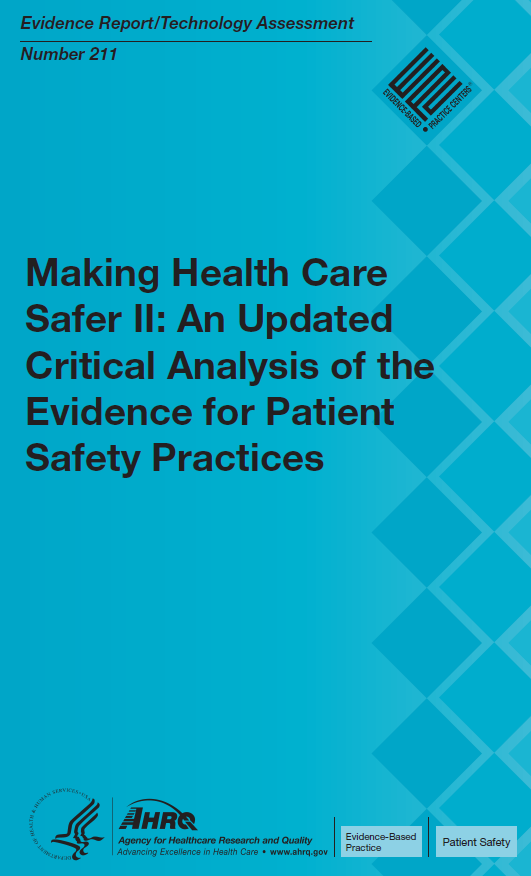 Evidence Report/Technology Assessment
Number 211
EVIDENCE-BASED
PRACTICE CENTERS
Making Health Care
Safer II: An Updated
Critical Analysis of the
Evidence for Patient
Safety Practices
DEPARTMENT OF HEALTH & HUMAN SERVICES • USA
AHRQ
Agency for Healthcare Research and Quality
Advancing Excellence in Health Care • www.ahrq.gov
Evidence-Based
Practice
Patient Safety